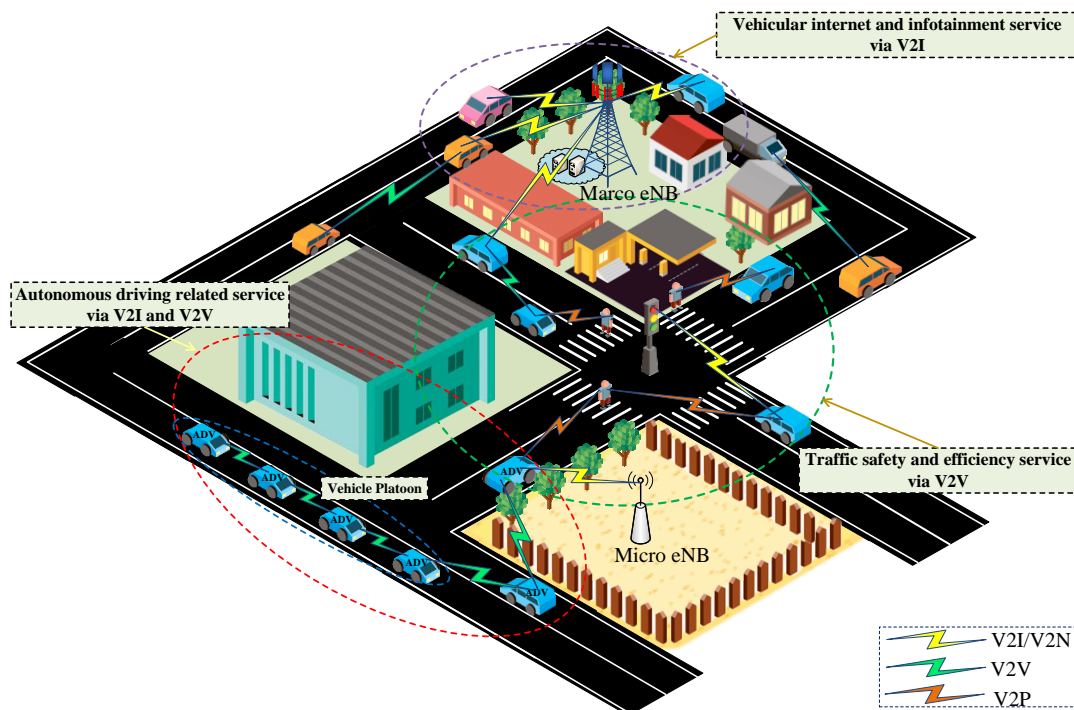 Vehicular internet and infotainment service
via V2I
Marco eNB
Autonomous driving related service
via V2I and V2V
ADV
ADV
Vehicle Platoon
ADV
ADV
ADV
ADV
Traffic safety and efficiency service
via V2V
Micro eNB
V2I/V2N
V2V
V2P